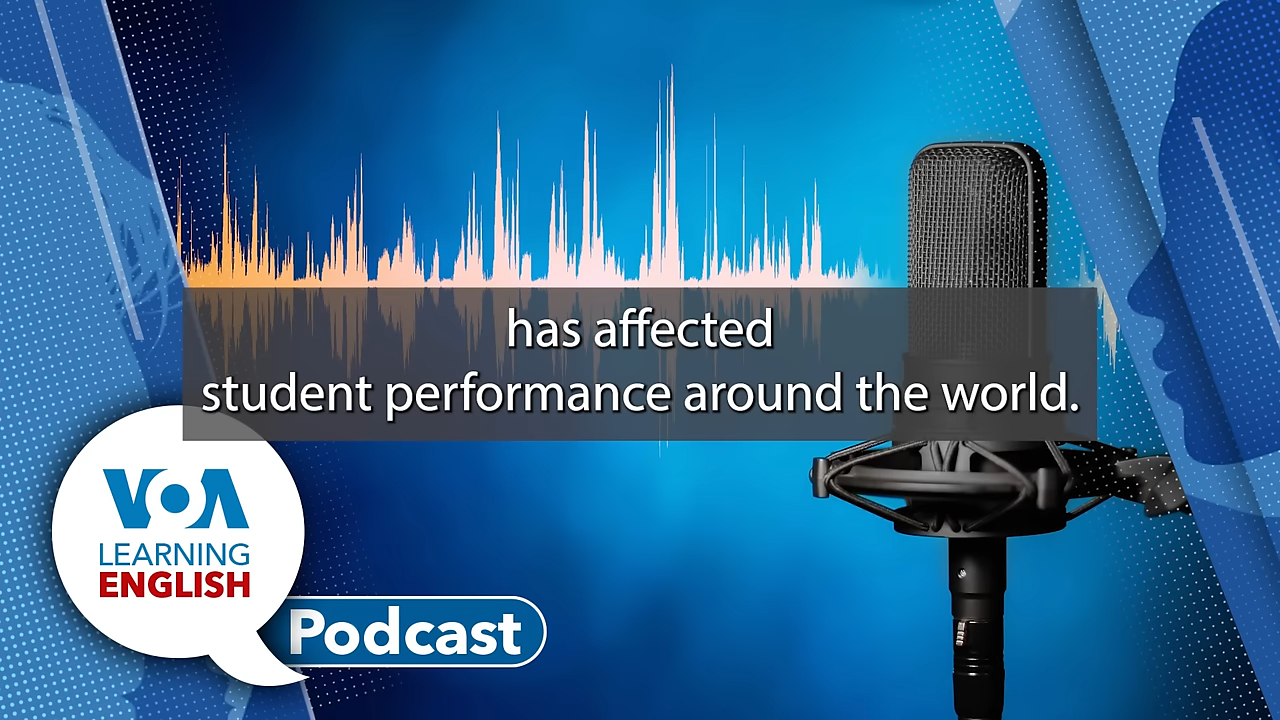 has affected
student performance around the world.
VOA
LEARNING
ENGLISH
Podcast